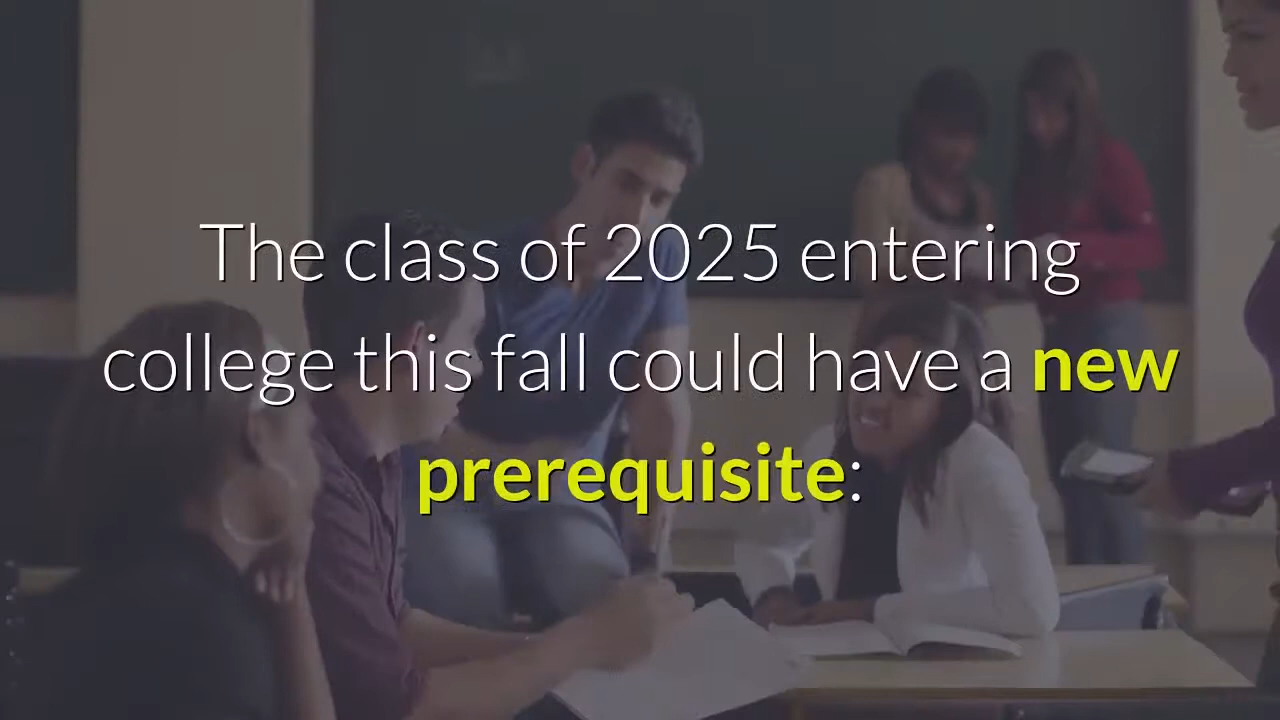 The class of 2025 entering
college this fall could have a new
prerequisite: